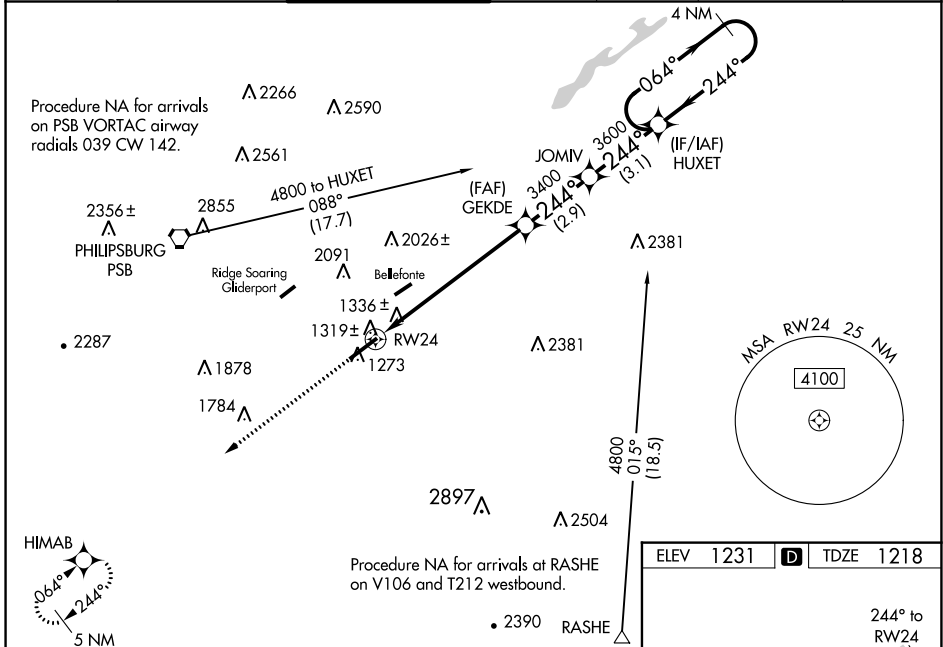 4 NM
064°
244°
Procedure NA for arrivals
on PSB VORTAC airway
radials 039 CW 142.
2266
2590
2561
3600
244°
(3.1)
(IF/IAF)
HUXET
JOMIV
3400
244°
(2.9)
(FAF)
GEKDE
4800 to HUXET
088°
(17.7)
2356±
2855
PHILIPSBURG
PSB
2026±
2381
2091
Ridge Soaring
Gliderport
Bellefonte
1336±
1319±
RW24
1273
2287
1878
2381
1784
MSA RW24 25 NM
4100
4800
015°
(18.5)
2897
2504
HIMAB
064°
244°
5 NM
Procedure NA for arrivals at RASHE
on V106 and T212 westbound.
2390
RASHE
ELEV 1231 D TDZE 1218
244° to
RW24